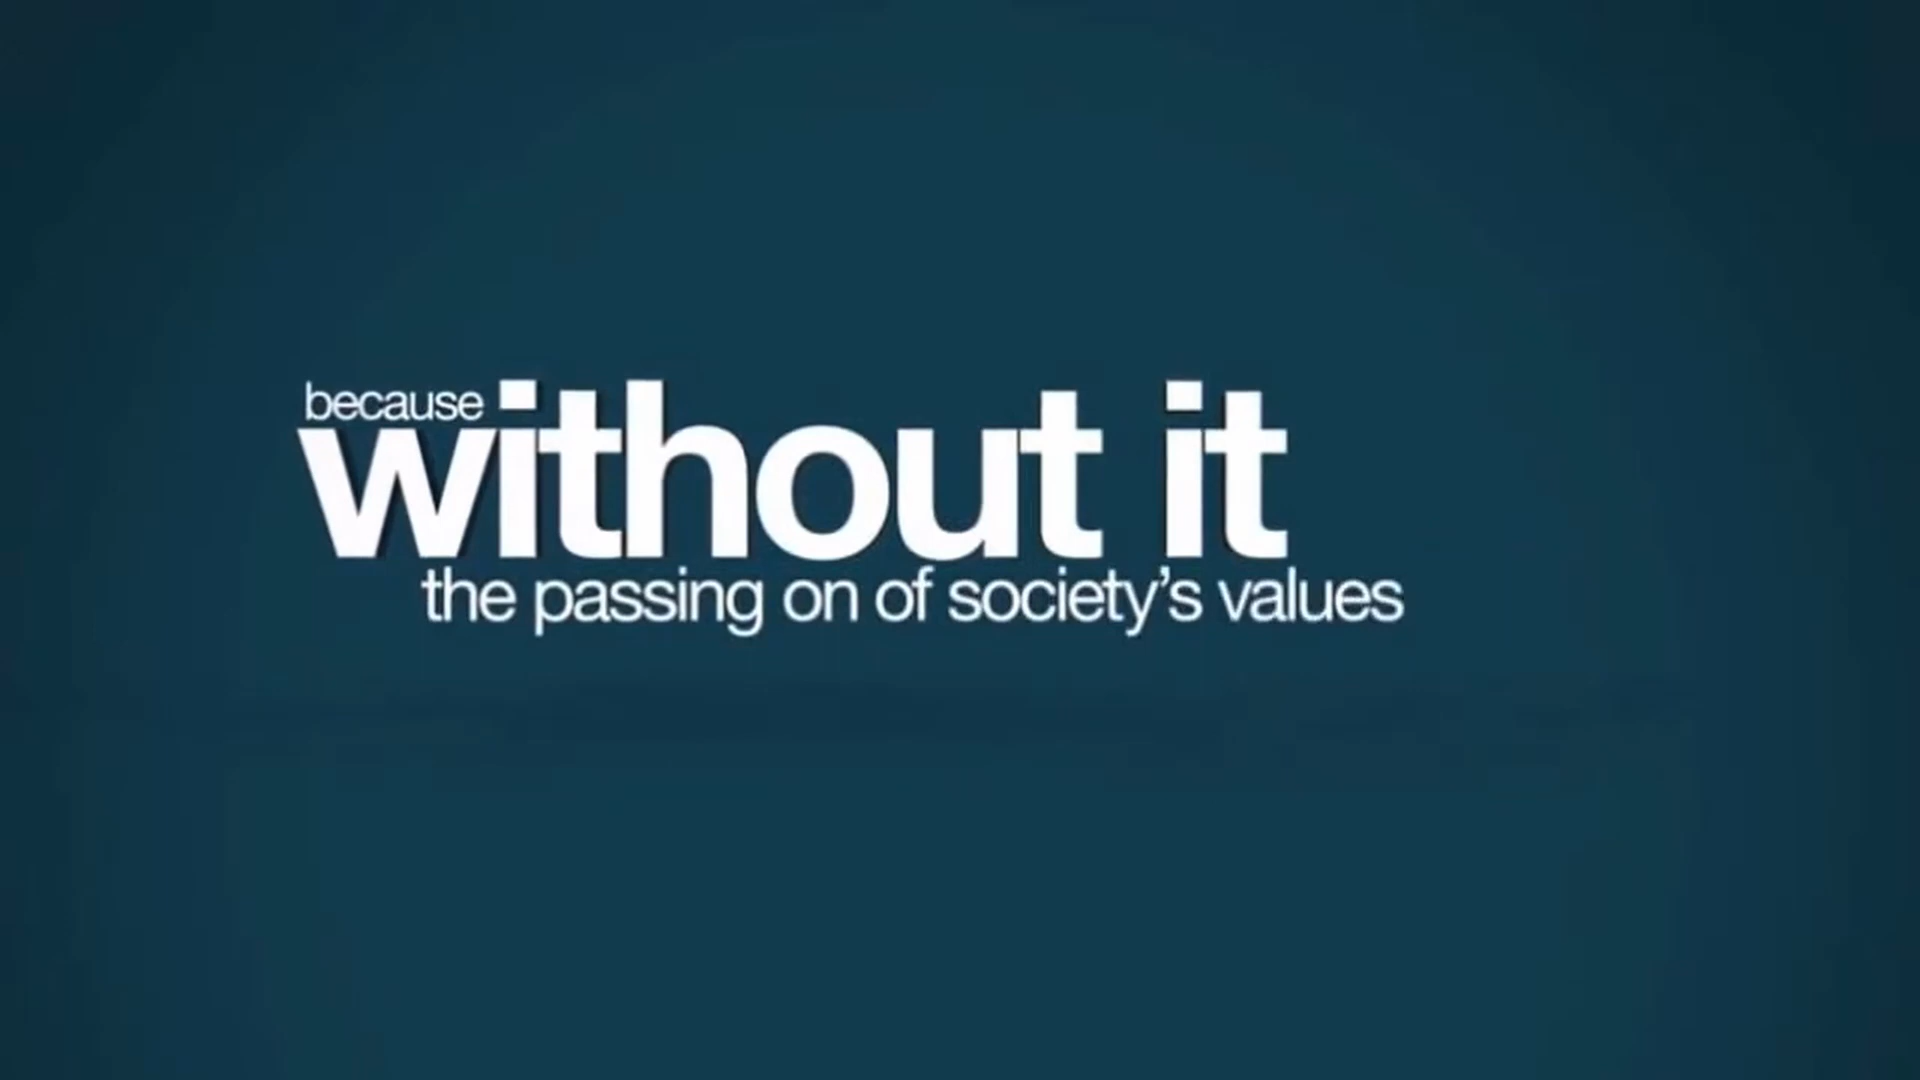 because
without it
the passing on of society’s values